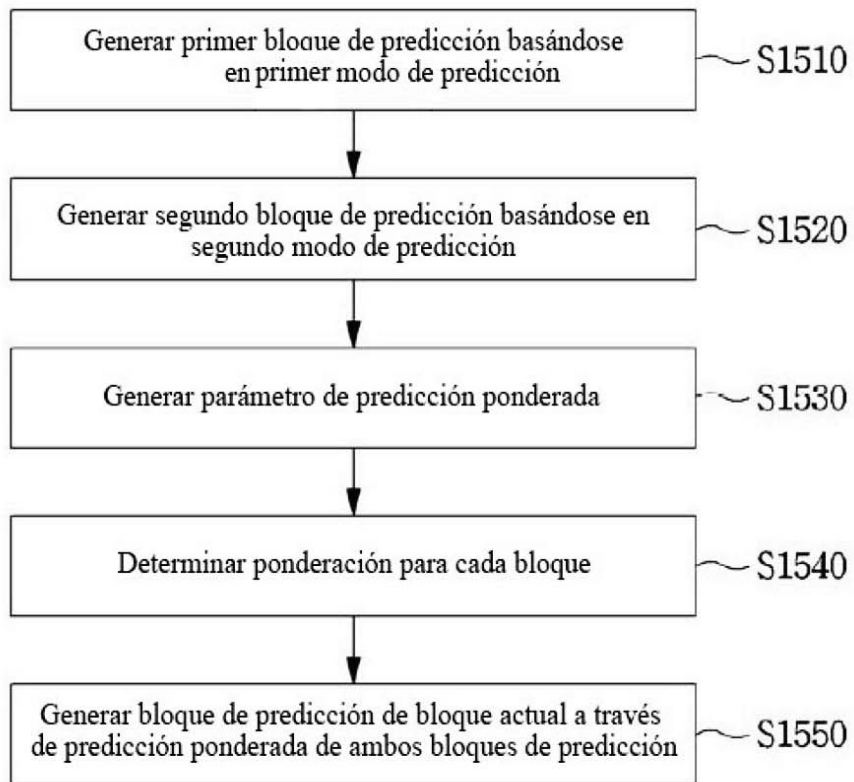 Generar primer bloque de predicción basándose
en primer modo de predicción
S1510
Generar segundo bloque de predicción basándose en
segundo modo de predicción
S1520
Generar parámetro de predicción ponderada
S1530
Determinar ponderación para cada bloque
S1540
Generar bloque de predicción de bloque actual a través
de predicción ponderada de ambos bloques de predicción
S1550